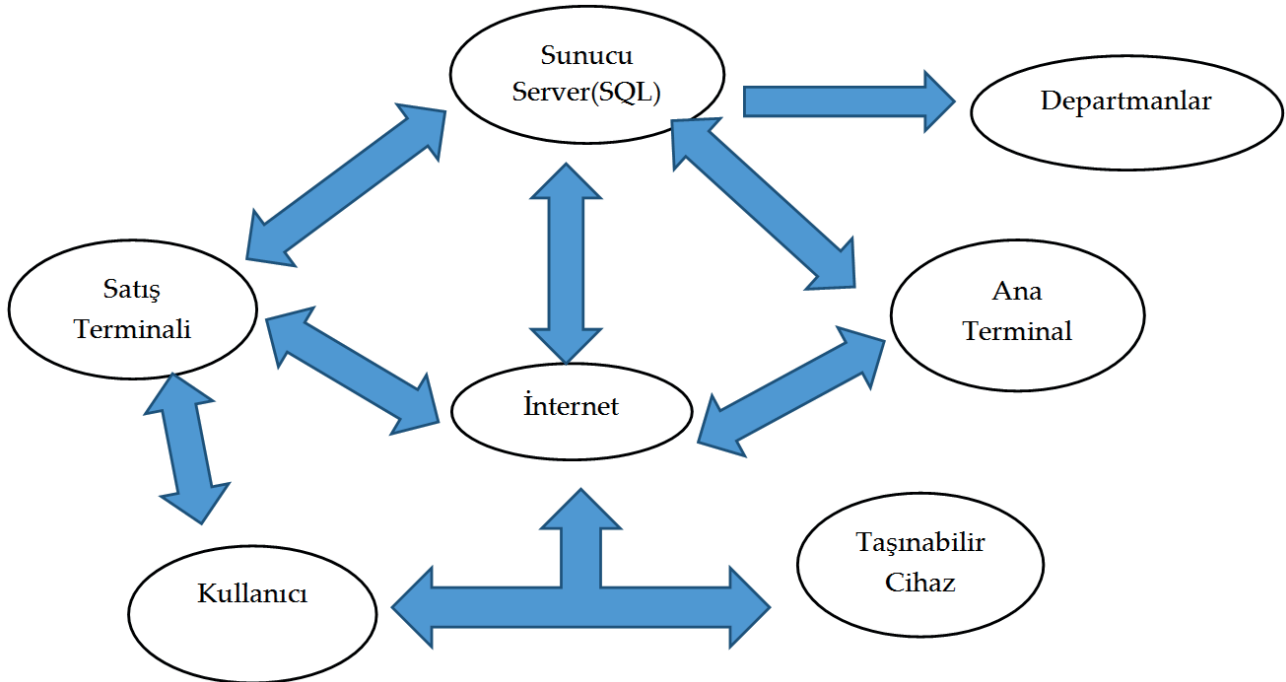 Sunucu
Server(SQL)
Departmanlar
Satış
Terminali
Ana
Terminal
İnternet
Taşınabilir
Cihaz
Kullanıcı